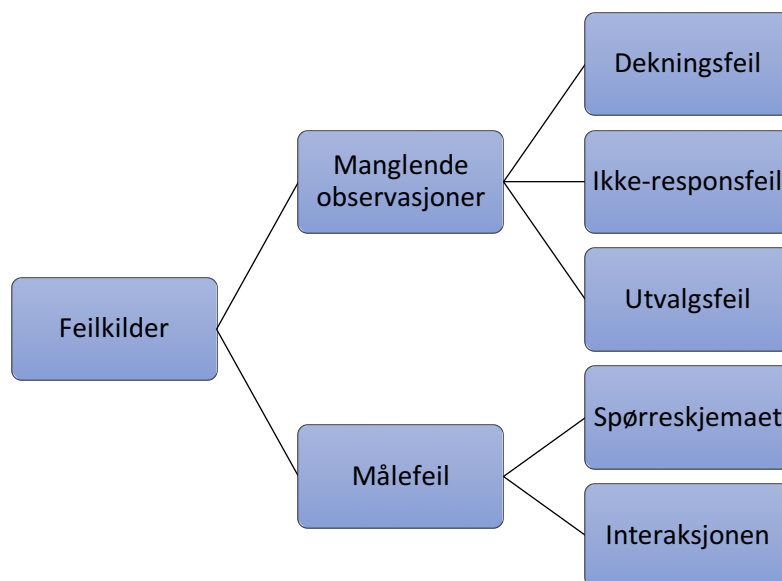 Feilkilder
Manglende
observasjoner
Dekningsfeil
Ikke-responsfeil
Utvalgsfeil
Målefeil
Spørreskjemaet
Interaksjonen